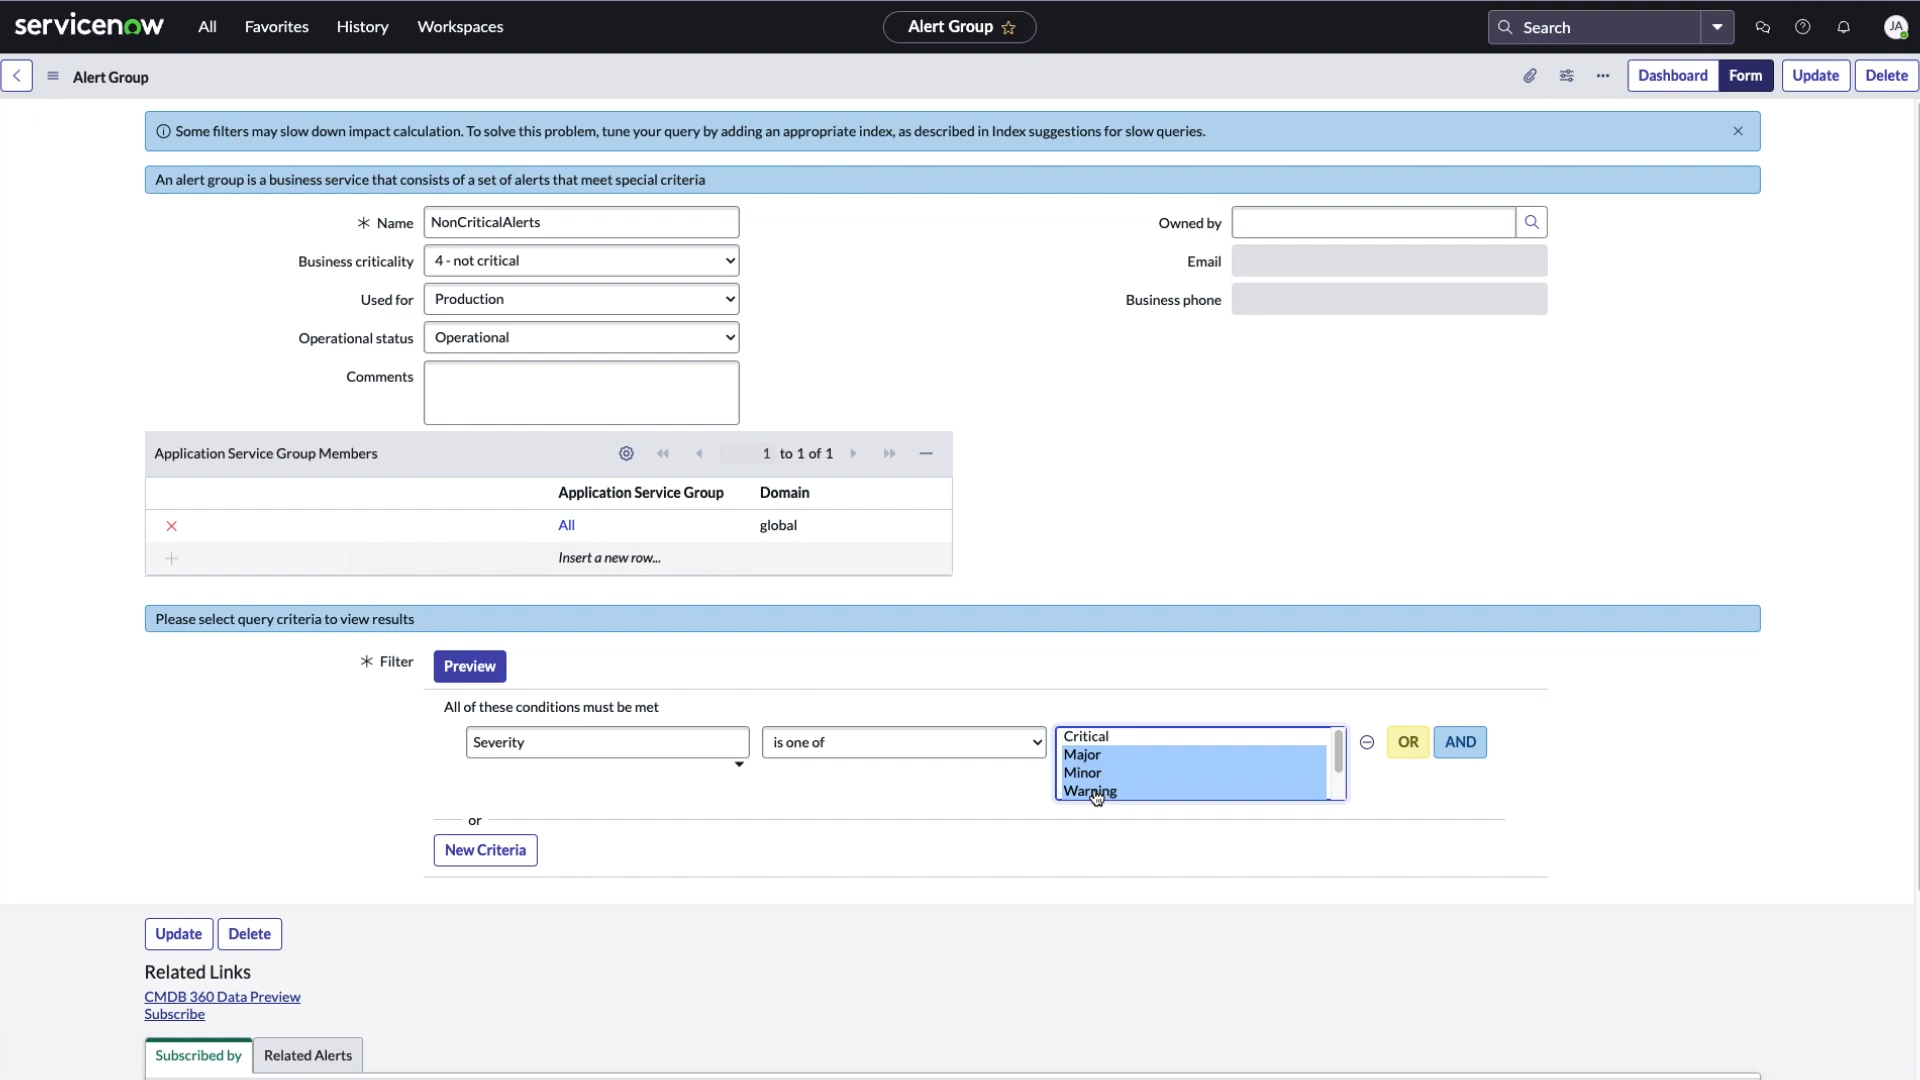 servicenow All Favorites History Workspaces Alert Group Search JA
Alert Group Dashboard Form Update Delete
Some filters may slow down impact calculation. To solve this problem, tune your query by adding an appropriate index, as described in Index suggestions for slow queries.
An alert group is a business service that consists of a set of alerts that meet special criteria
Name NonCriticalAlerts Owned by
Business criticality 4 - not critical Email
Used for Production Business phone
Operational status Operational
Comments
Application Service Group Members 1 to 1 of 1
Application Service Group Domain
All global
Insert a new row...
Please select query criteria to view results
Filter Preview
All of these conditions must be met
Severity is one of Critical OR AND
Major
Minor
Warning
or
New Criteria
Update Delete
Related Links
CMDB 360 Data Preview
Subscribe
Subscribed by Related Alerts